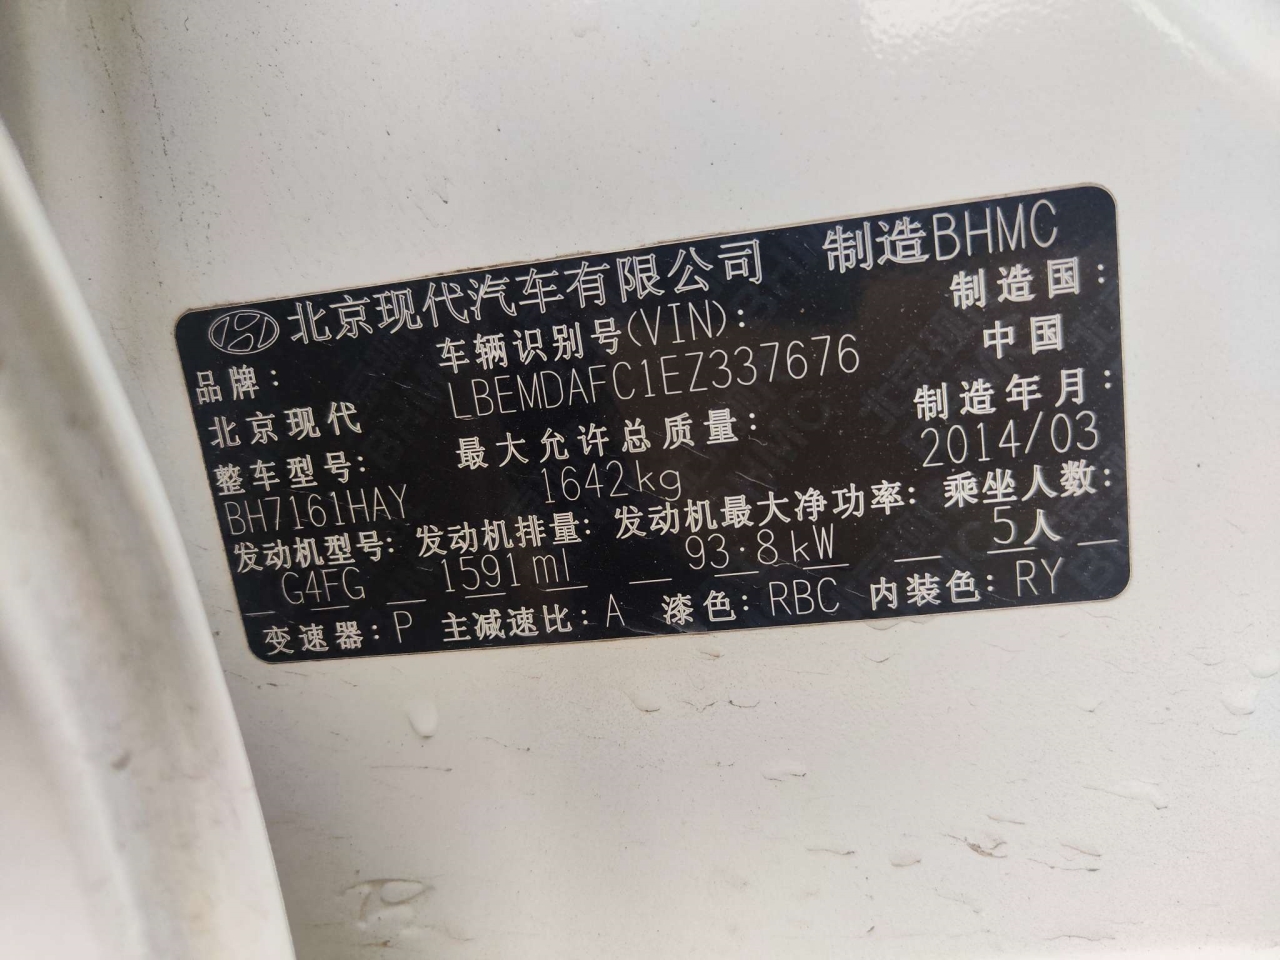 北京现代汽车有限公司 制造BHMC
品牌: 车辆识别号(VIN): 制造国:
北京现代 LBEMDAFC1EZ337676 中国
整车型号: 最大允许总质量: 制造年月:
BH7161HAY 1642kg 2014/03
发动机型号: 发动机排量: 发动机最大净功率: 乘坐人数:
G4FG 1591ml 93.8kW 5人
变速器: P 主减速比: A 漆色: RBC 内装色: RY